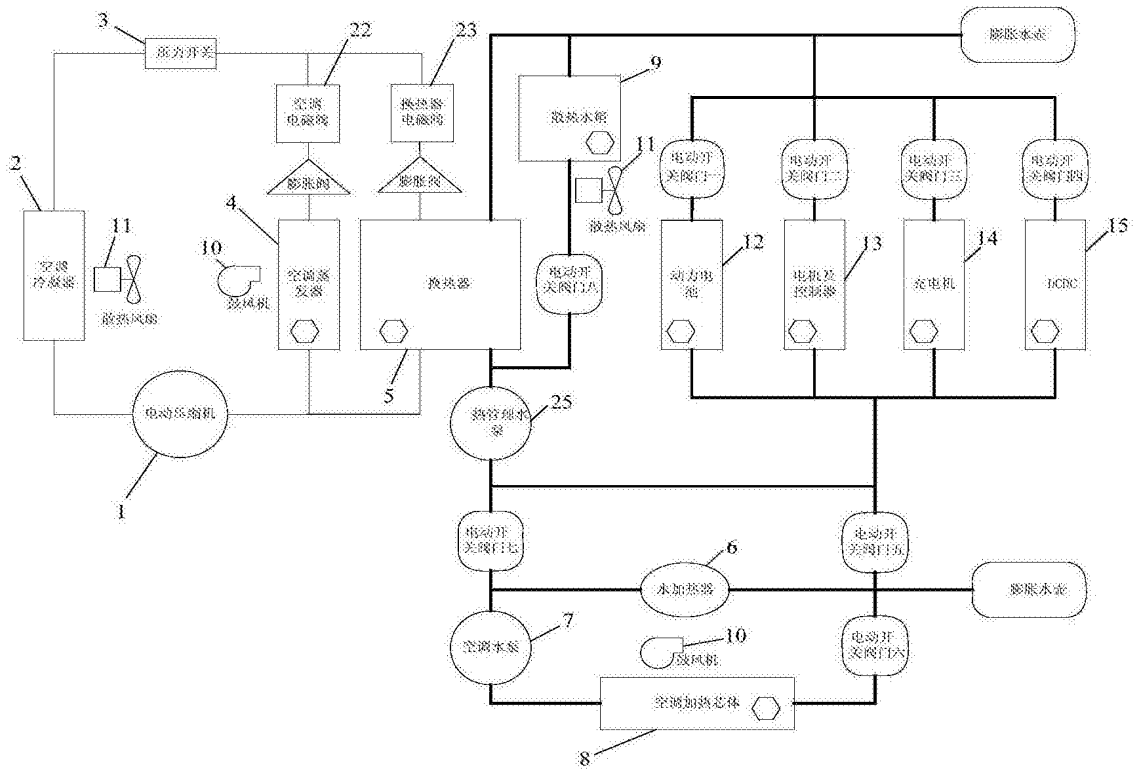 3
压力开关
22
空调
电磁阀
23
换热器
电磁阀
膨胀水壶
9
散热水箱
电动开
关阀门一
电动开
关阀门二
电动开
关阀门三
电动开
关阀门四
膨胀阀
膨胀阀
11
散热风扇
2
空调
冷凝器
11
散热风扇
10
鼓风机
4
空调蒸
发器
换热器
5
电动开
关阀门八
12
动力电
池
13
电机及
控制器
14
充电机
15
DCDC
电动压缩机
1
热管理水
泵
25
电动开
关阀门七
电动开
关阀门五
6
水加热器
膨胀水壶
7
空调水泵
10
鼓风机
电动开
关阀门六
空调加热芯体
8